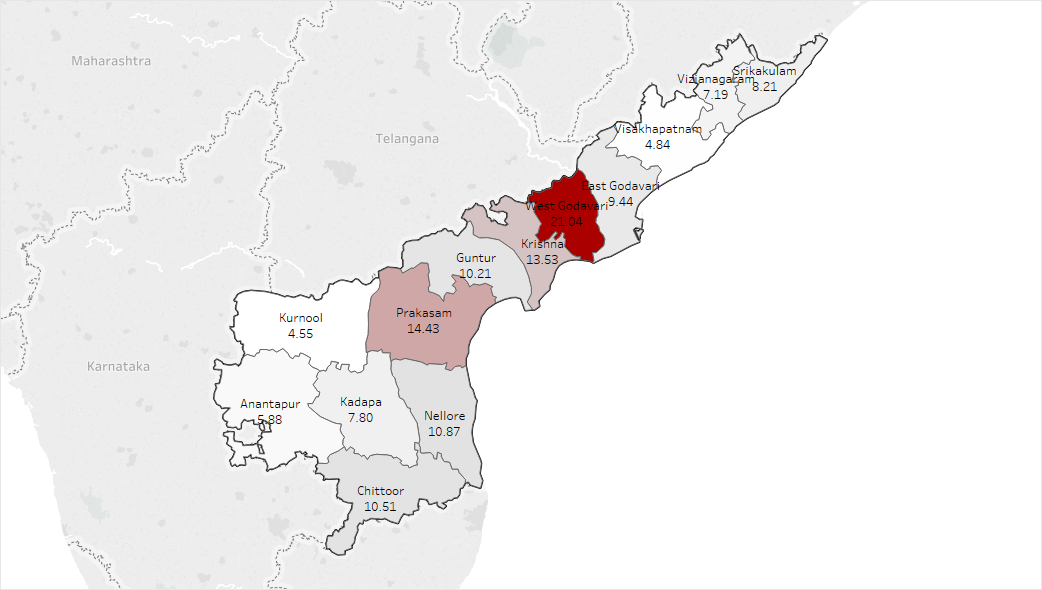 Maharashtra
Telangana
Karnataka
Srikakulam
8.21
Vizianagaram
7.19
Visakhapatnam
4.84
East Godavari
9.44
West Godavari
21.04
Krishna
13.53
Guntur
10.21
Prakasam
14.43
Kurnool
4.55
Anantapur
5.88
Kadapa
7.80
Nellore
10.87
Chittoor
10.51